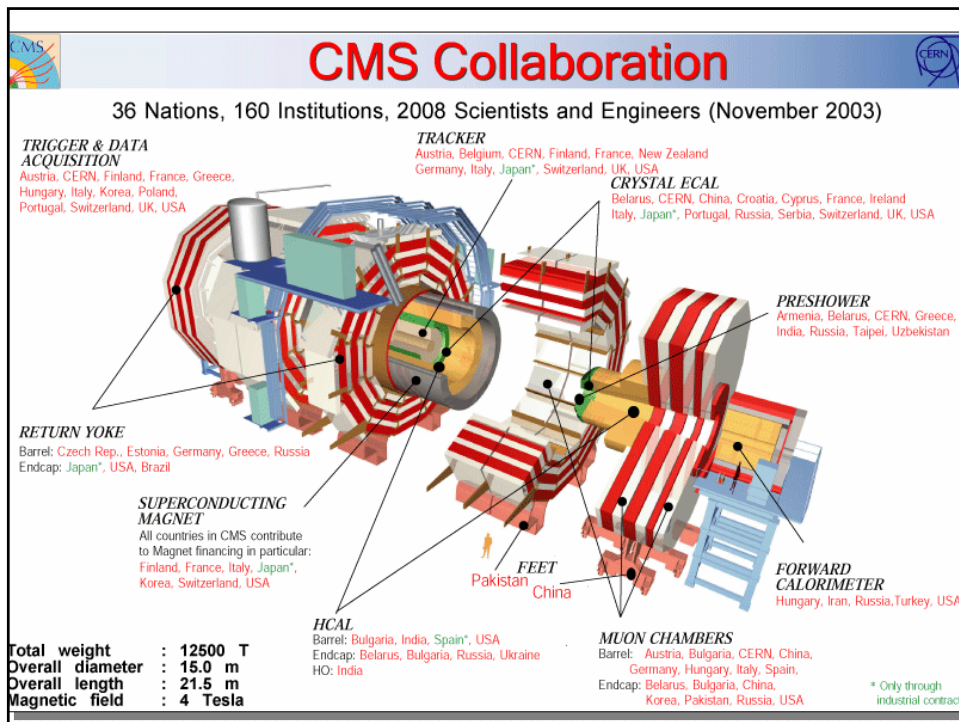 CMS
CMS Collaboration
CERN
36 Nations, 160 Institutions, 2008 Scientists and Engineers (November 2003)
TRIGGER & DATA
ACQUISITION
Austria, CERN, Finland, France, Greece,
Hungary, Italy, Korea, Poland,
Portugal, Switzerland, UK, USA
TRACKER
Austria, Belgium, CERN, Finland, France, New Zealand
Germany, Italy, Japan*, Switzerland, UK, USA
CRYSTAL ECAL
Belarus, CERN, China, Croatia, Cyprus, France, Ireland
Italy, Japan*, Portugal, Russia, Serbia, Switzerland, UK, USA
PRESHOWER
Armenia, Belarus, CERN, Greece,
India, Russia, Taipei, Uzbekistan
RETURN YOKE
Barrel: Czech Rep., Estonia, Germany, Greece, Russia
Endcap: Japan*, USA, Brazil
SUPERCONDUCTING
MAGNET
All countries in CMS contribute
to Magnet financing in particular:
Finland, France, Italy, Japan*,
Korea, Switzerland, USA
FEET
Pakistan
China
FORWARD
CALORIMETER
Hungary, Iran, Russia,Turkey, USA
HCAL
Barrel: Bulgaria, India, Spain*, USA
Endcap: Belarus, Bulgaria, Russia, Ukraine
HO: India
MUON CHAMBERS
Barrel: Austria, Bulgaria, CERN, China,
Germany, Hungary, Italy, Spain,
Endcap: Belarus, Bulgaria, China,
Korea, Pakistan, Russia, USA
Total weight : 12500 T
Overall diameter : 15.0 m
Overall length : 21.5 m
Magnetic field : 4 Tesla
* Only through
industrial contract